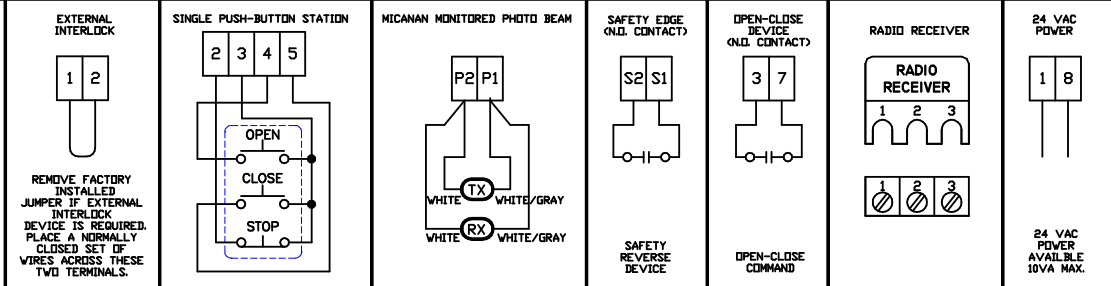 EXTERNAL
INTERLOCK
1 2
REMOVE FACTORY
INSTALLED
JUMPER IF EXTERNAL
INTERLOCK
DEVICE IS REQUIRED.
PLACE A NORMALLY
CLOSED SET OF
WIRES ACROSS THESE
TWO TERMINALS.
SINGLE PUSH-BUTTON STATION
2 3 4 5
OPEN
CLOSE
STOP
MICANAN MONITORED PHOTO BEAM
P2 P1
WHITE TX WHITE/GRAY
WHITE RX WHITE/GRAY
SAFETY EDGE
(N.O. CONTACT)
S2 S1
SAFETY
REVERSE
DEVICE
OPEN-CLOSE
DEVICE
(N.O. CONTACT)
3 7
OPEN-CLOSE
COMMAND
RADIO RECEIVER
RADIO
RECEIVER
1 2 3
1 2 3
24 VAC
POWER
1 8
24 VAC
POWER
AVAILBLE
10VA MAX.